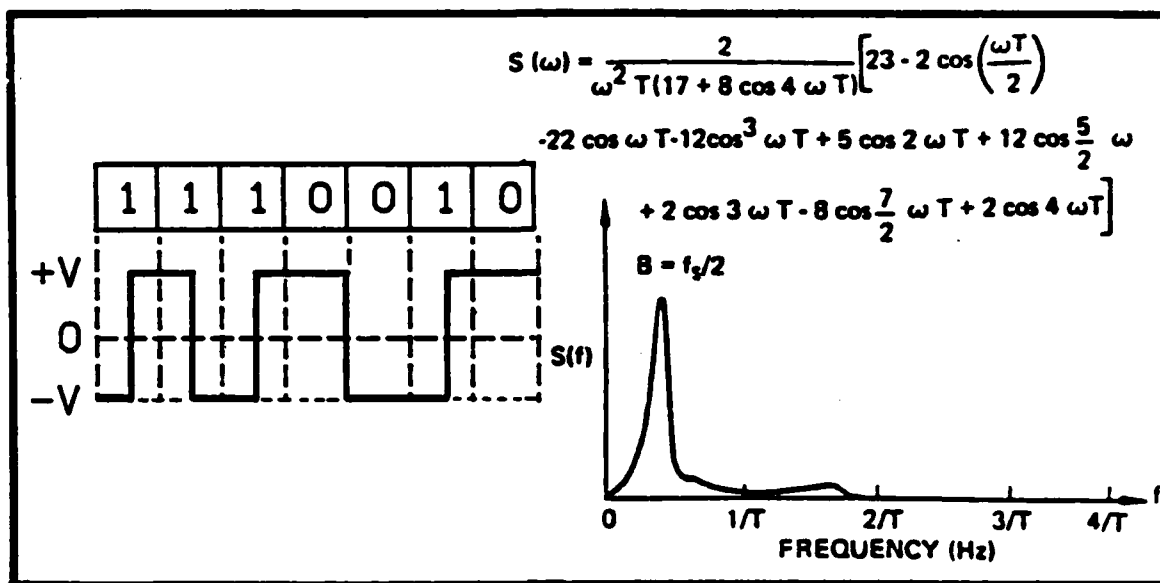 S (ω) = 2 / ω² T(17 + 8 cos 4 ω T) [23 - 2 cos (ωT / 2)
-22 cos ω T-12cos³ ω T + 5 cos 2 ω T + 12 cos 5/2 ω
+ 2 cos 3 ω T - 8 cos 7/2 ω T + 2 cos 4 ωT]
1 1 1 0 0 1 0
+V
0
-V
B = fs/2
S(f)
0 1/T 2/T 3/T 4/T f
FREQUENCY (Hz)